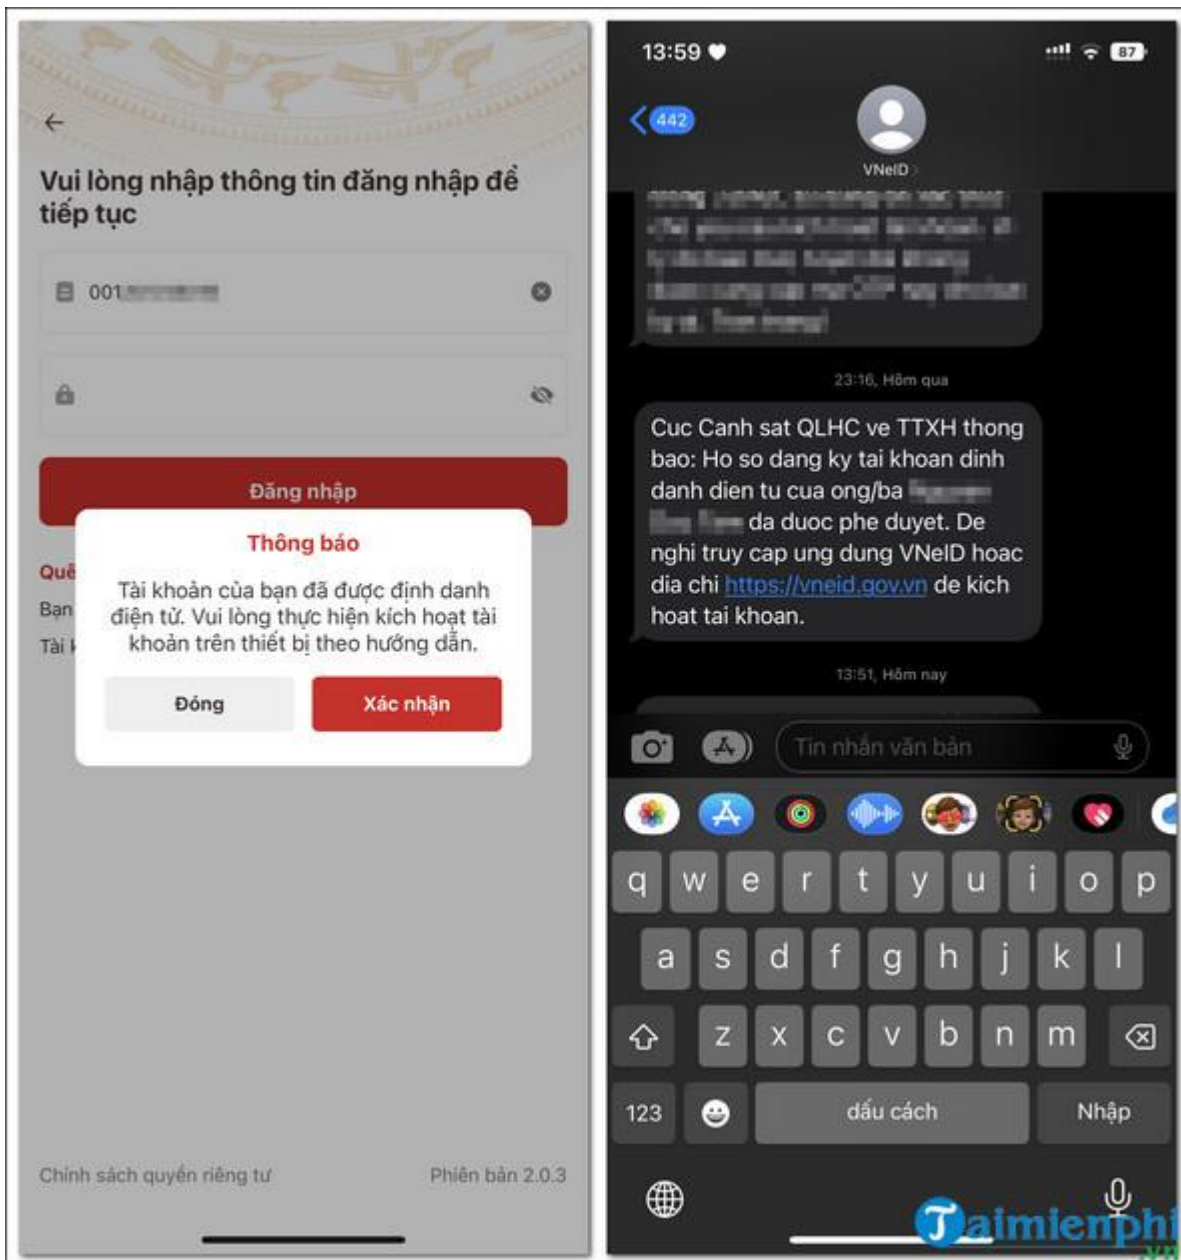 Vui lòng nhập thông tin đăng nhập để
tiếp tục
001
Đăng nhập
Thông báo
Tài khoản của bạn đã được định danh
điện tử. Vui lòng thực hiện kích hoạt tài
khoản trên thiết bị theo hướng dẫn.
Đóng
Xác nhận
Quê
Bạn
Tài k
Chính sách quyền riêng tư
Phiên bản 2.0.3
13:59
87
442
VNeID
23:16, Hôm qua
Cuc Canh sat QLHC ve TTXH thong
bao: Ho so dang ky tai khoan dinh
danh dien tu cua ong/ba
da duoc phe duyet. De
nghi truy cap ung dung VNeID hoac
dia chi https://vneid.gov.vn de kich
hoat tai khoan.
13:51, Hôm nay
Tin nhắn văn bản
q w e r t y u i o p
a s d f g h j k l
z x c v b n m
123
dấu cách
Nhập
Taimienphi
.vn